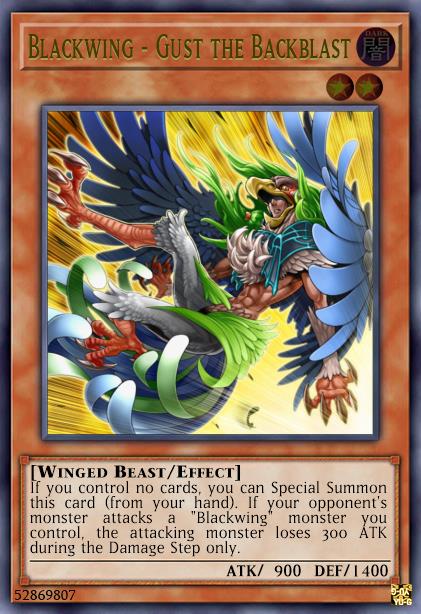 BLACKWING - GUST THE BACKBLAST
DARK
闇
[WINGED BEAST/EFFECT]
If you control no cards, you can Special Summon
this card (from your hand). If your opponent's
monster attacks a "Blackwing" monster you
control, the attacking monster loses 300 ATK
during the Damage Step only.
ATK/ 900 DEF/1400
52869807